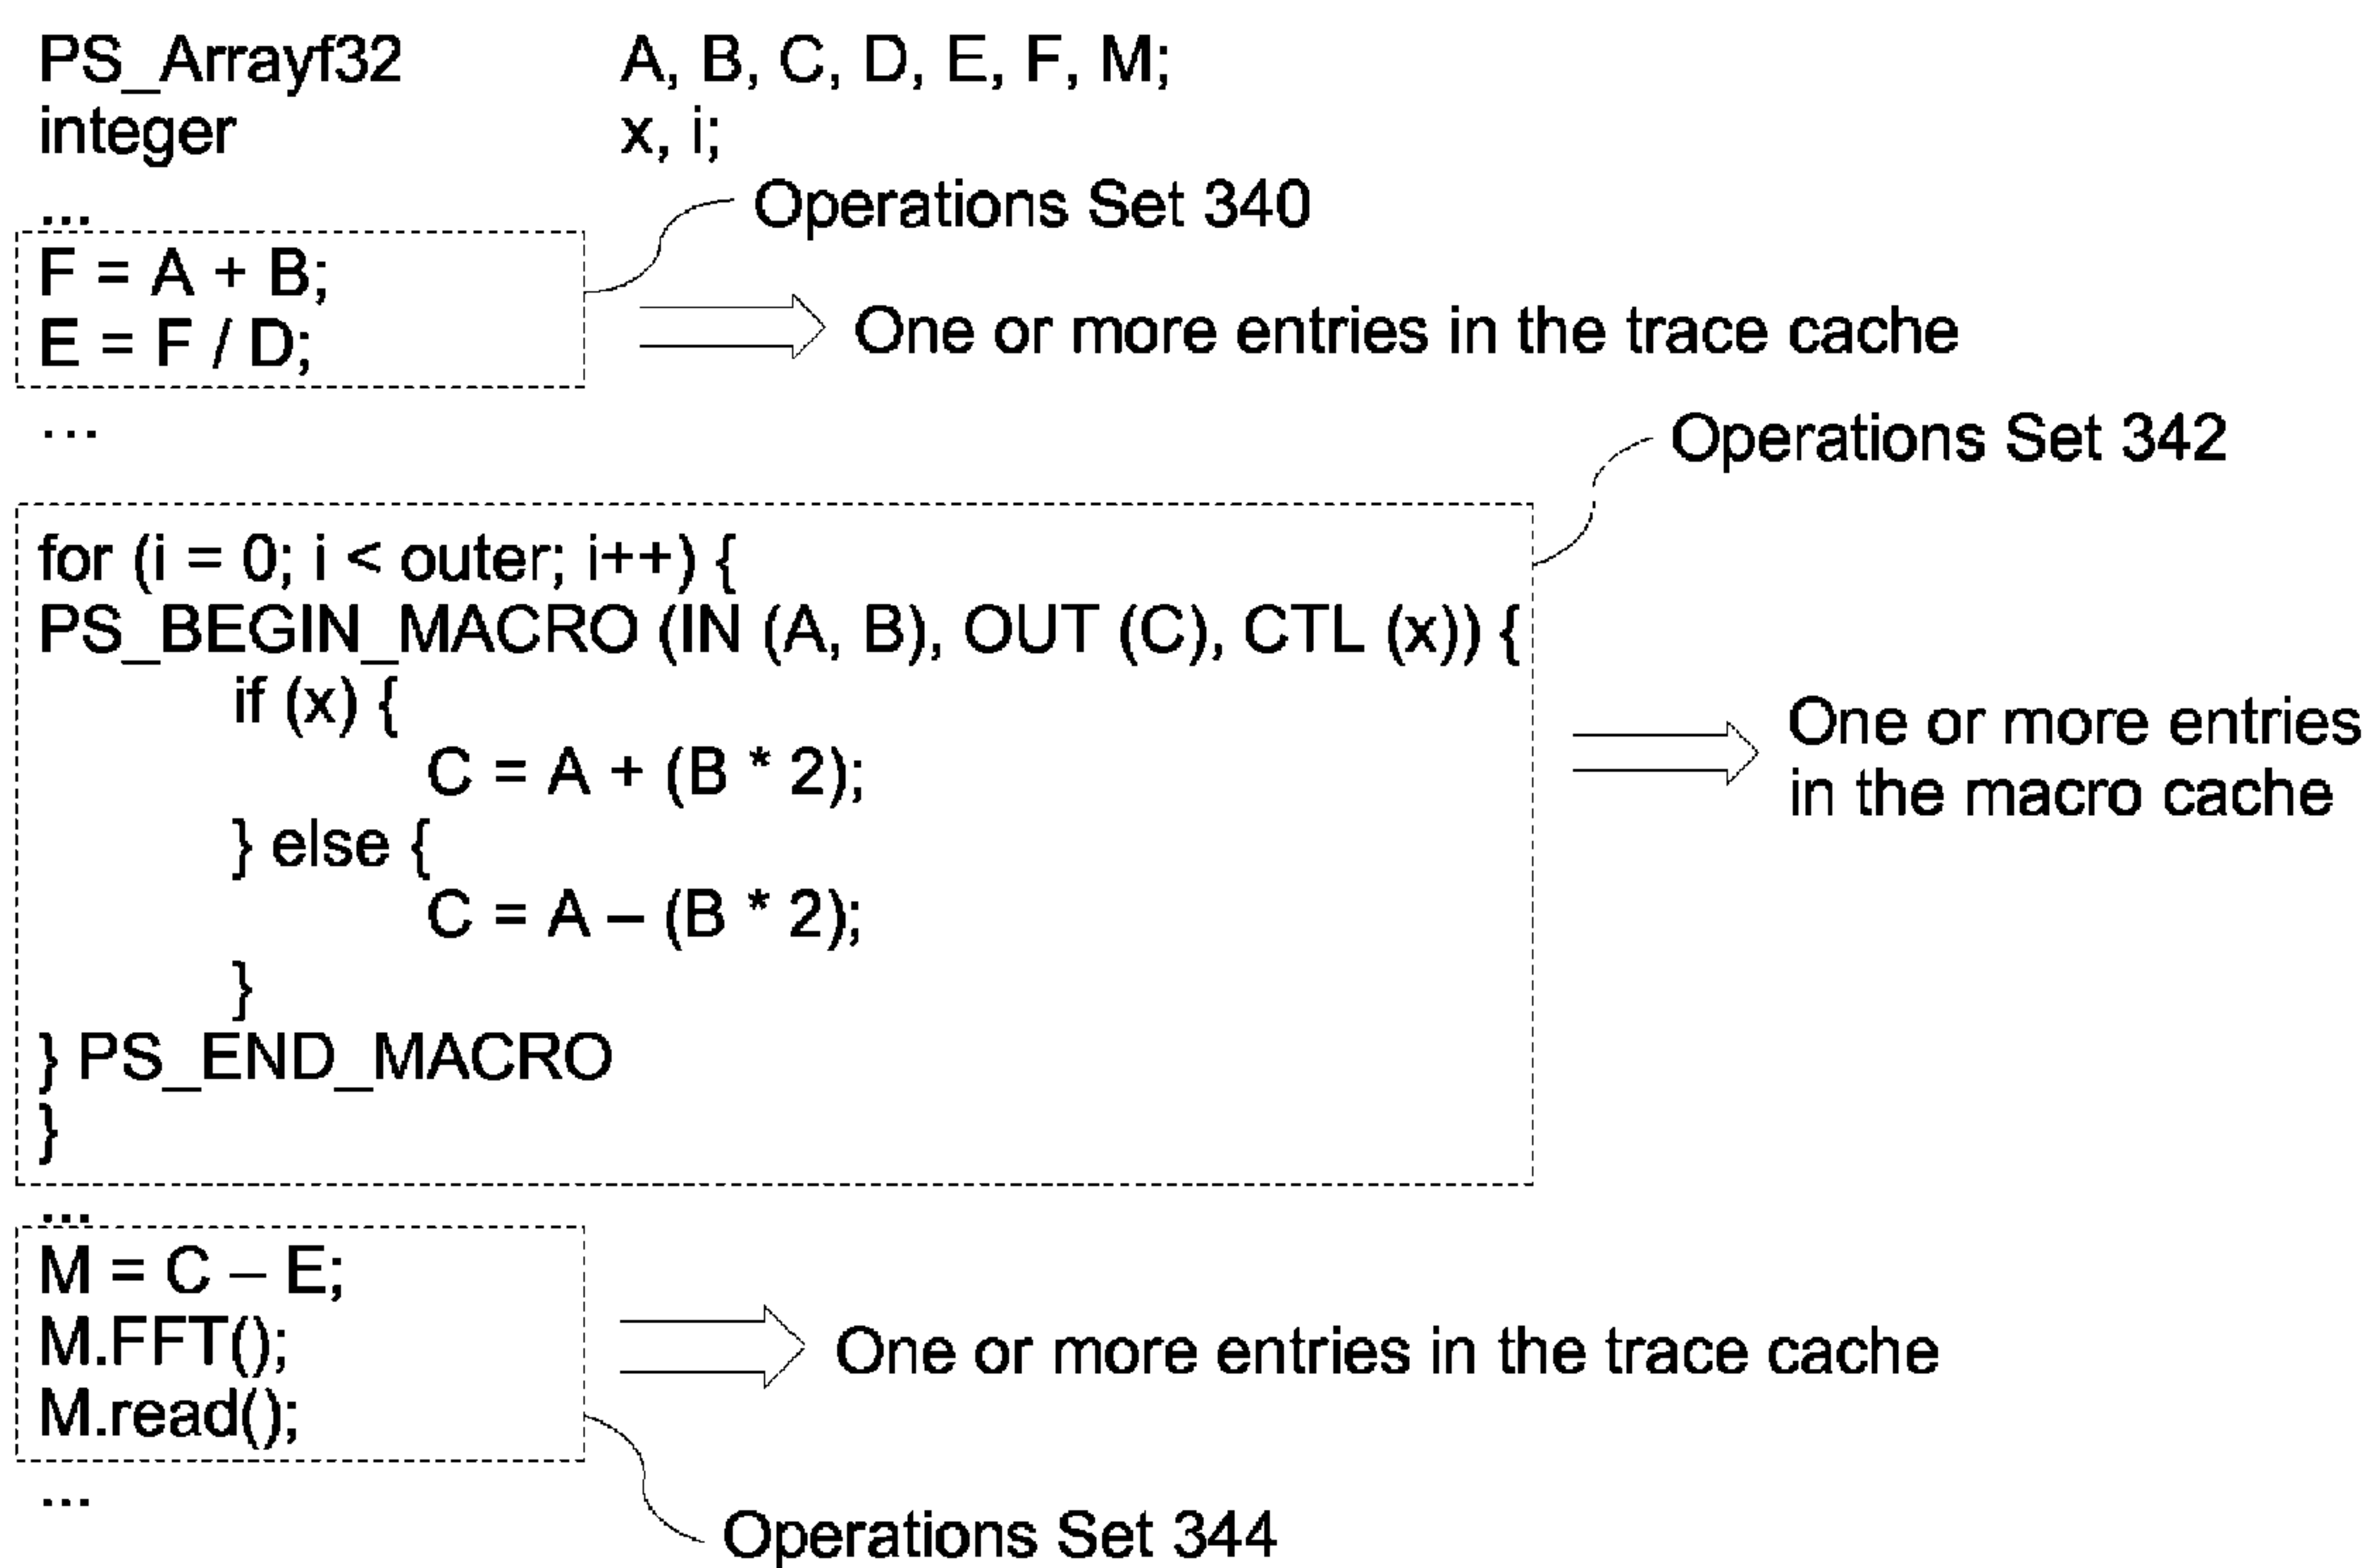 PS_Arrayf32 A, B, C, D, E, F, M;
integer x, i;
...
Operations Set 340
F = A + B;
E = F / D;
One or more entries in the trace cache
...
Operations Set 342
for (i = 0; i < outer; i++) {
PS_BEGIN_MACRO (IN (A, B), OUT (C), CTL (x)) {
if (x) {
C = A + (B * 2);
} else {
C = A – (B * 2);
}
} PS_END_MACRO
}
One or more entries
in the macro cache
...
M = C – E;
M.FFT();
M.read();
One or more entries in the trace cache
...
Operations Set 344